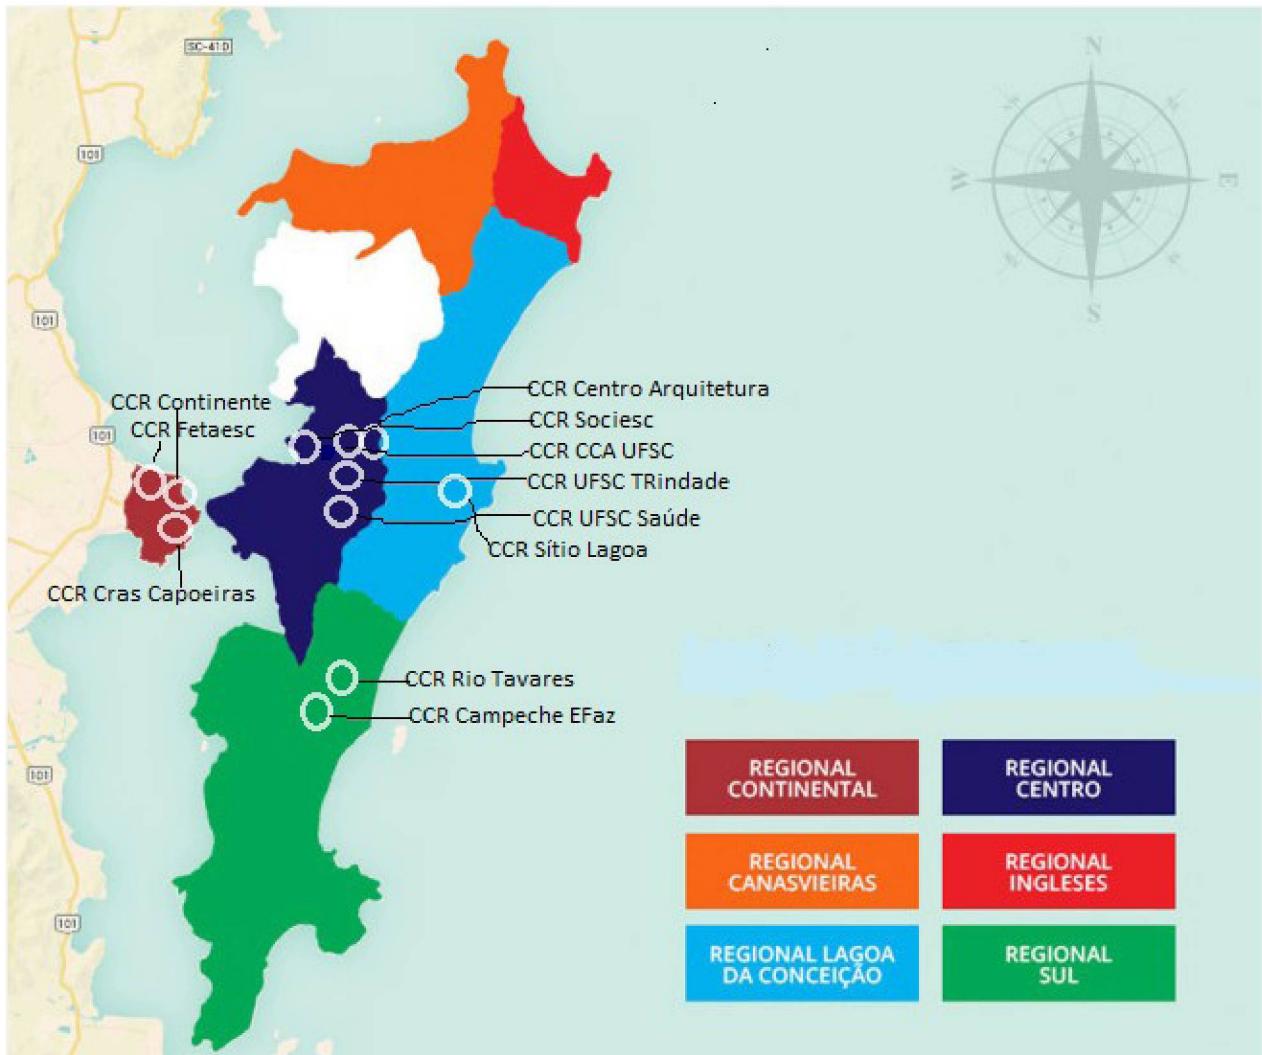 SC-410
N
101
W
E
S
101
CCR Centro Arquitetura
CCR Continente
CCR Sociesc
CCR Fetaesc
101
CCR CCA UFSC
CCR UFSC TRindade
CCR UFSC Saúde
CCR Sítio Lagoa
CCR Cras Capoeiras
CCR Rio Tavares
CCR Campeche EFaz
101
REGIONAL
CONTINENTAL
REGIONAL
CENTRO
REGIONAL
CANASVIEIRAS
REGIONAL
INGLESES
101
REGIONAL LAGOA
DA CONCEIÇÃO
REGIONAL
SUL